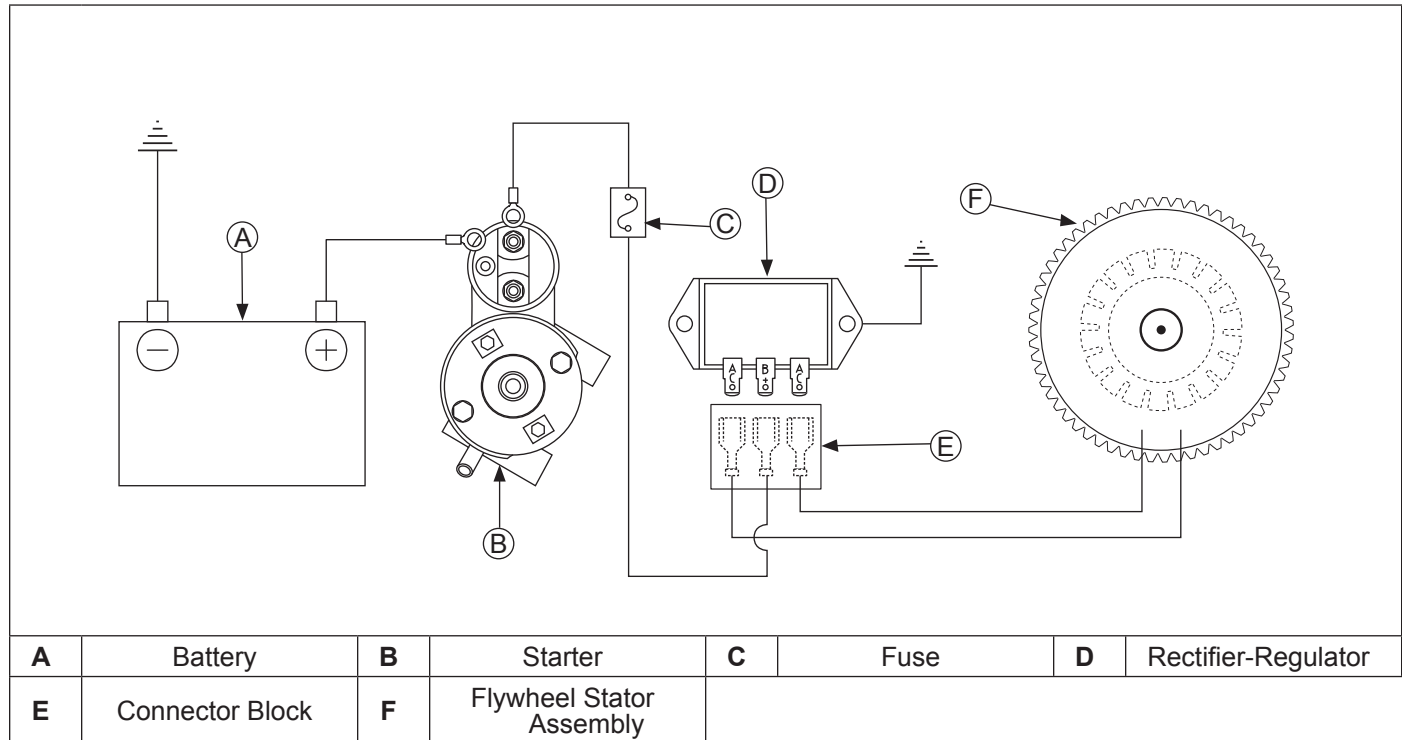 A
B
C
D
E
F
−
+
AC
B+
AC
A Battery B Starter C Fuse D Rectifier-Regulator
E Connector Block F Flywheel Stator
Assembly